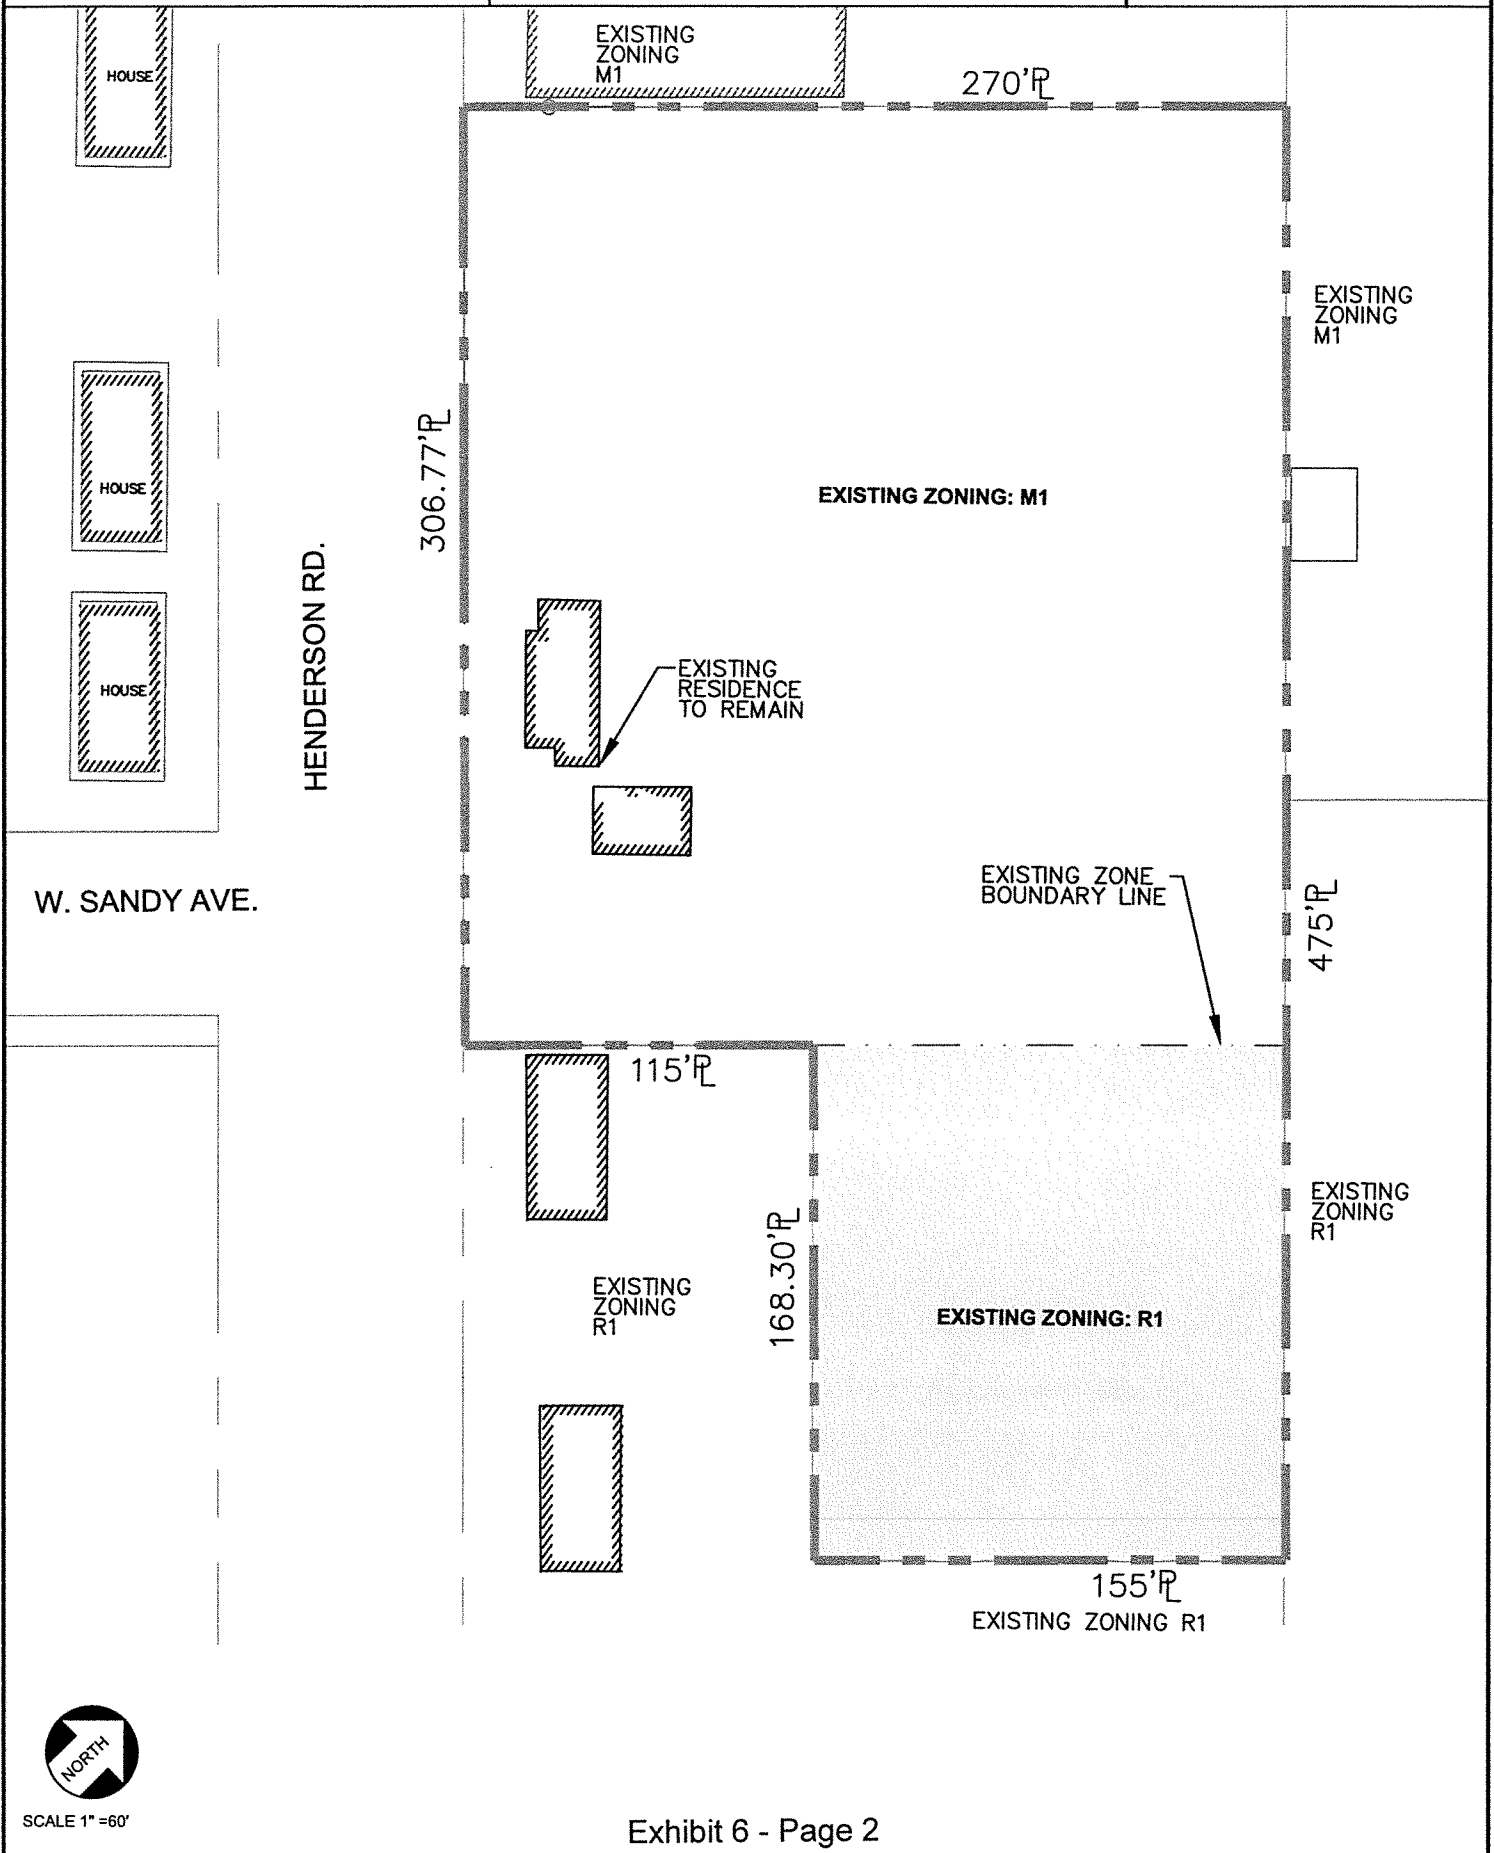 EXISTING
ZONING
M1
HOUSE
270'PL
EXISTING
ZONING
M1
306.77'PL
HOUSE
EXISTING ZONING: M1
HENDERSON RD.
HOUSE
EXISTING
RESIDENCE
TO REMAIN
W. SANDY AVE.
EXISTING ZONE
BOUNDARY LINE
475'PL
115'PL
EXISTING
ZONING
R1
168.30'PL
EXISTING
ZONING
R1
EXISTING ZONING: R1
155'PL
EXISTING ZONING R1
NORTH
SCALE 1" =60'
Exhibit 6 - Page 2